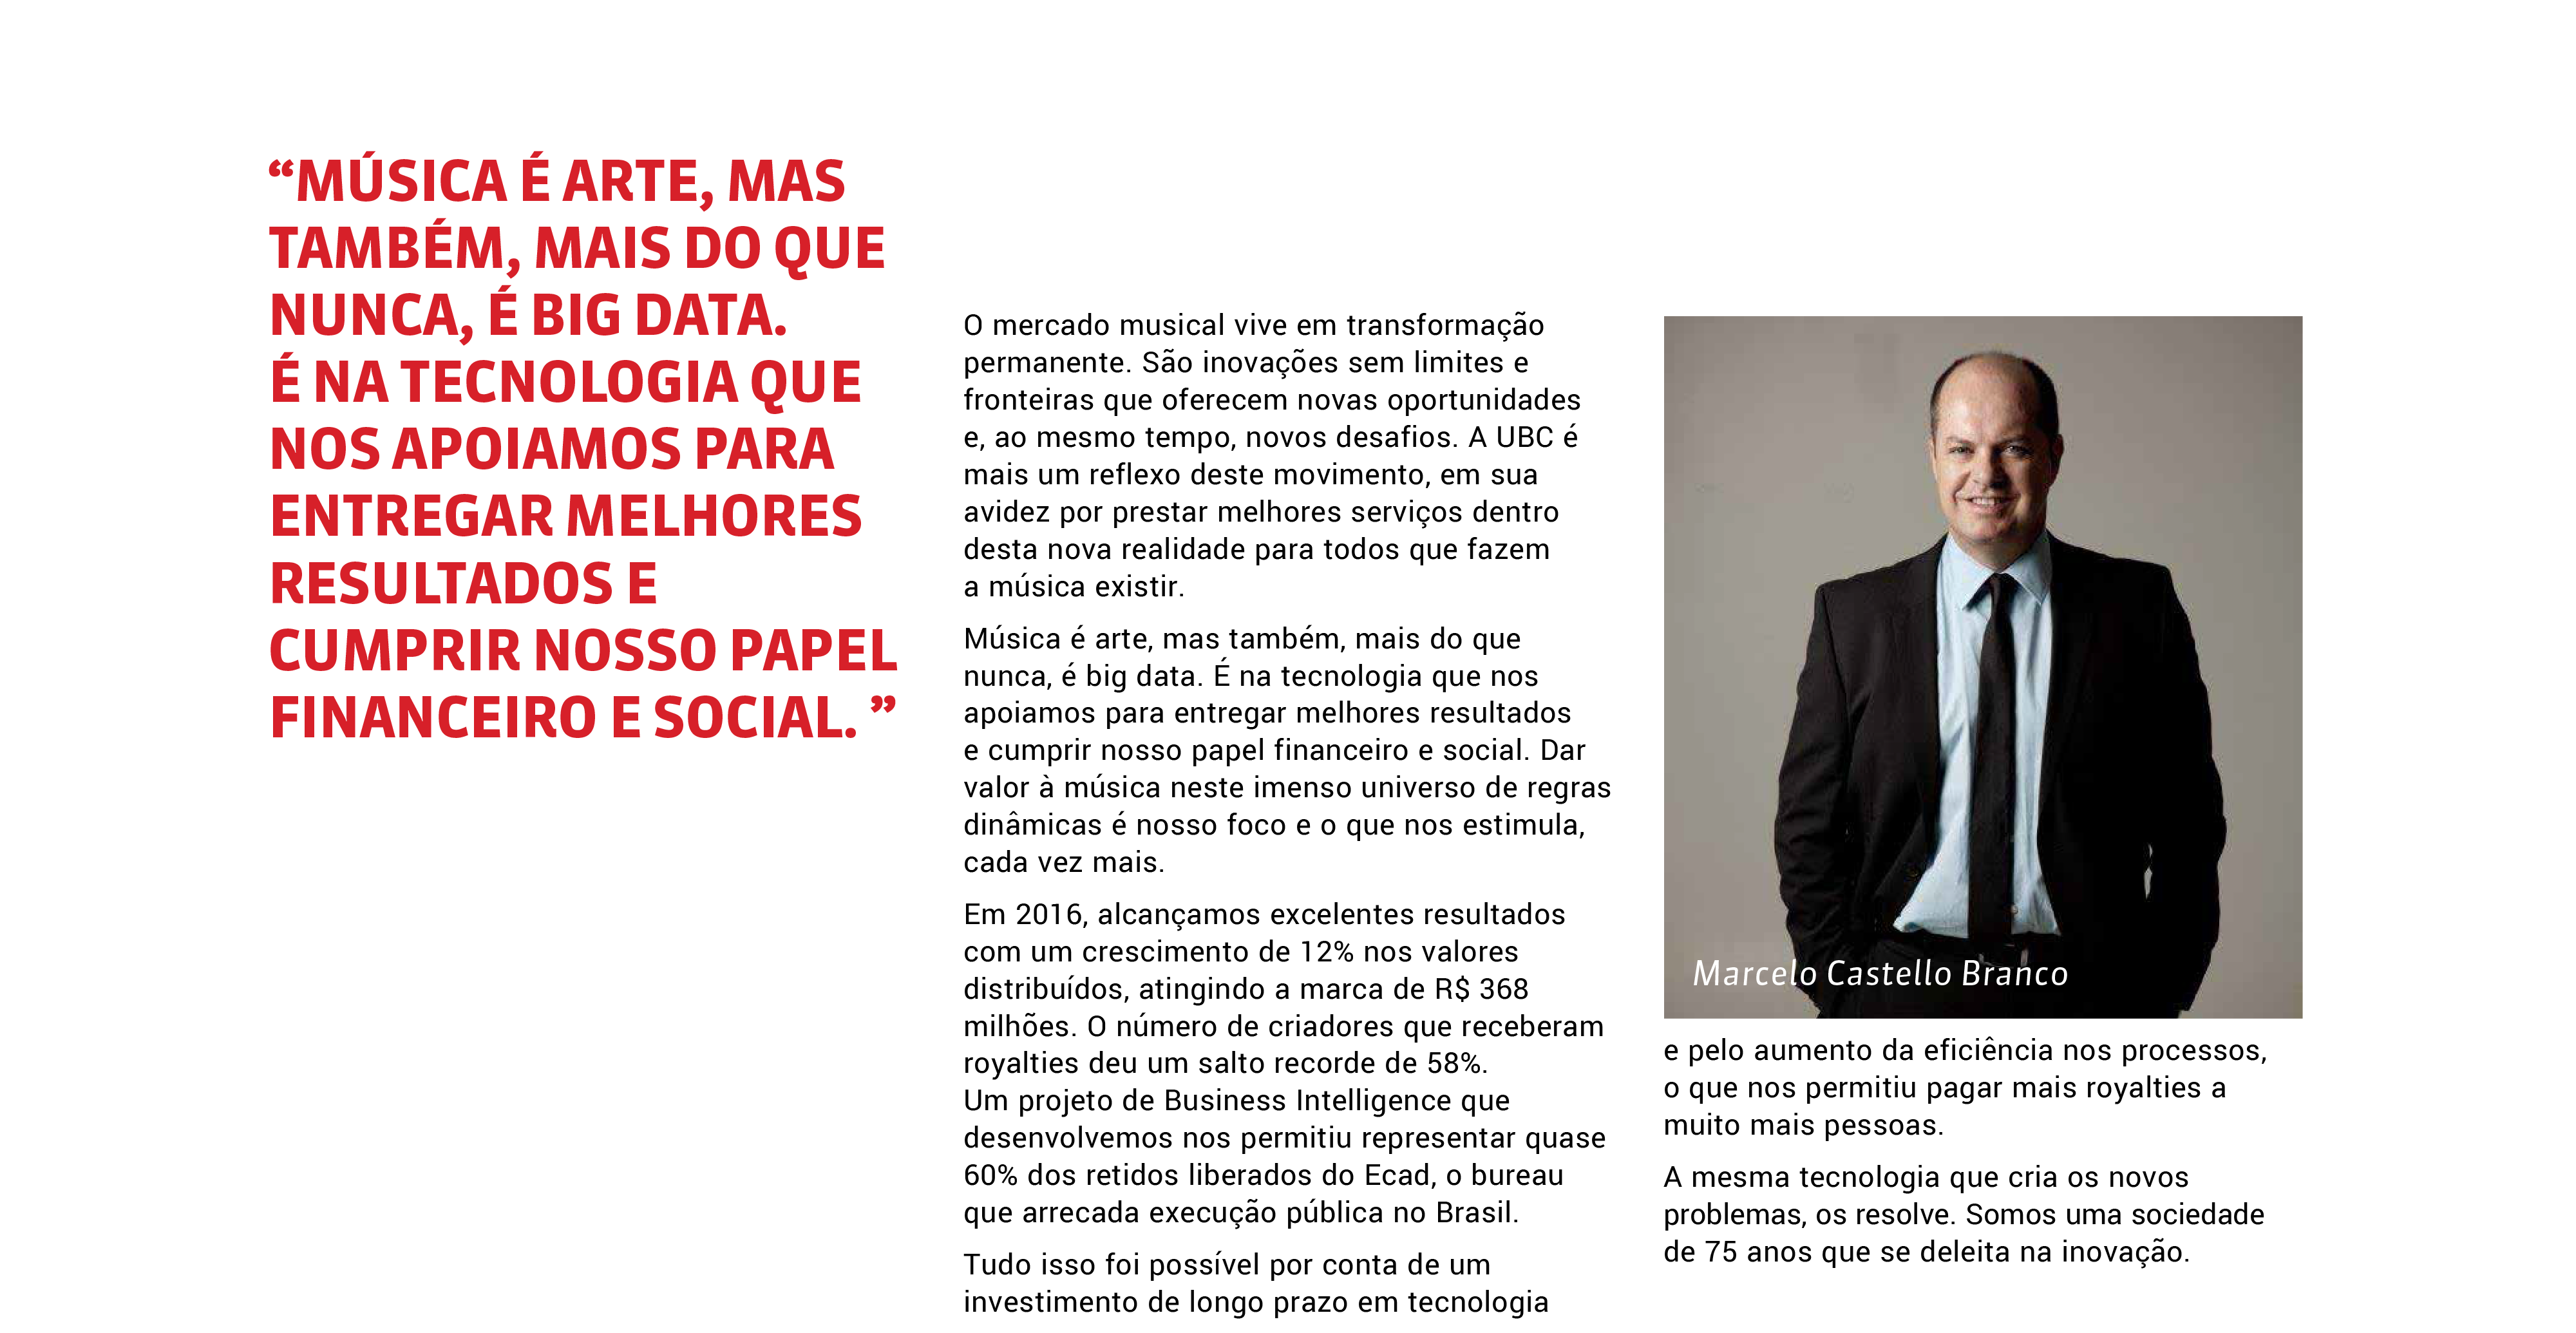 “MÚSICA É ARTE, MAS
TAMBÉM, MAIS DO QUE
NUNCA, É BIG DATA.
É NA TECNOLOGIA QUE
NOS APOIAMOS PARA
ENTREGAR MELHORES
RESULTADOS E
CUMPRIR NOSSO PAPEL
FINANCEIRO E SOCIAL. ”
O mercado musical vive em transformação
permanente. São inovações sem limites e
fronteiras que oferecem novas oportunidades
e, ao mesmo tempo, novos desafios. A UBC é
mais um reflexo deste movimento, em sua
avidez por prestar melhores serviços dentro
desta nova realidade para todos que fazem
a música existir.
Música é arte, mas também, mais do que
nunca, é big data. É na tecnologia que nos
apoiamos para entregar melhores resultados
e cumprir nosso papel financeiro e social. Dar
valor à música neste imenso universo de regras
dinâmicas é nosso foco e o que nos estimula,
cada vez mais.
Em 2016, alcançamos excelentes resultados
com um crescimento de 12% nos valores
distribuídos, atingindo a marca de R$ 368
milhões. O número de criadores que receberam
royalties deu um salto recorde de 58%.
Um projeto de Business Intelligence que
desenvolvemos nos permitiu representar quase
60% dos retidos liberados do Ecad, o bureau
que arrecada execução pública no Brasil.
Tudo isso foi possível por conta de um
investimento de longo prazo em tecnologia
Marcelo Castello Branco
e pelo aumento da eficiência nos processos,
o que nos permitiu pagar mais royalties a
muito mais pessoas.
A mesma tecnologia que cria os novos
problemas, os resolve. Somos uma sociedade
de 75 anos que se deleita na inovação.